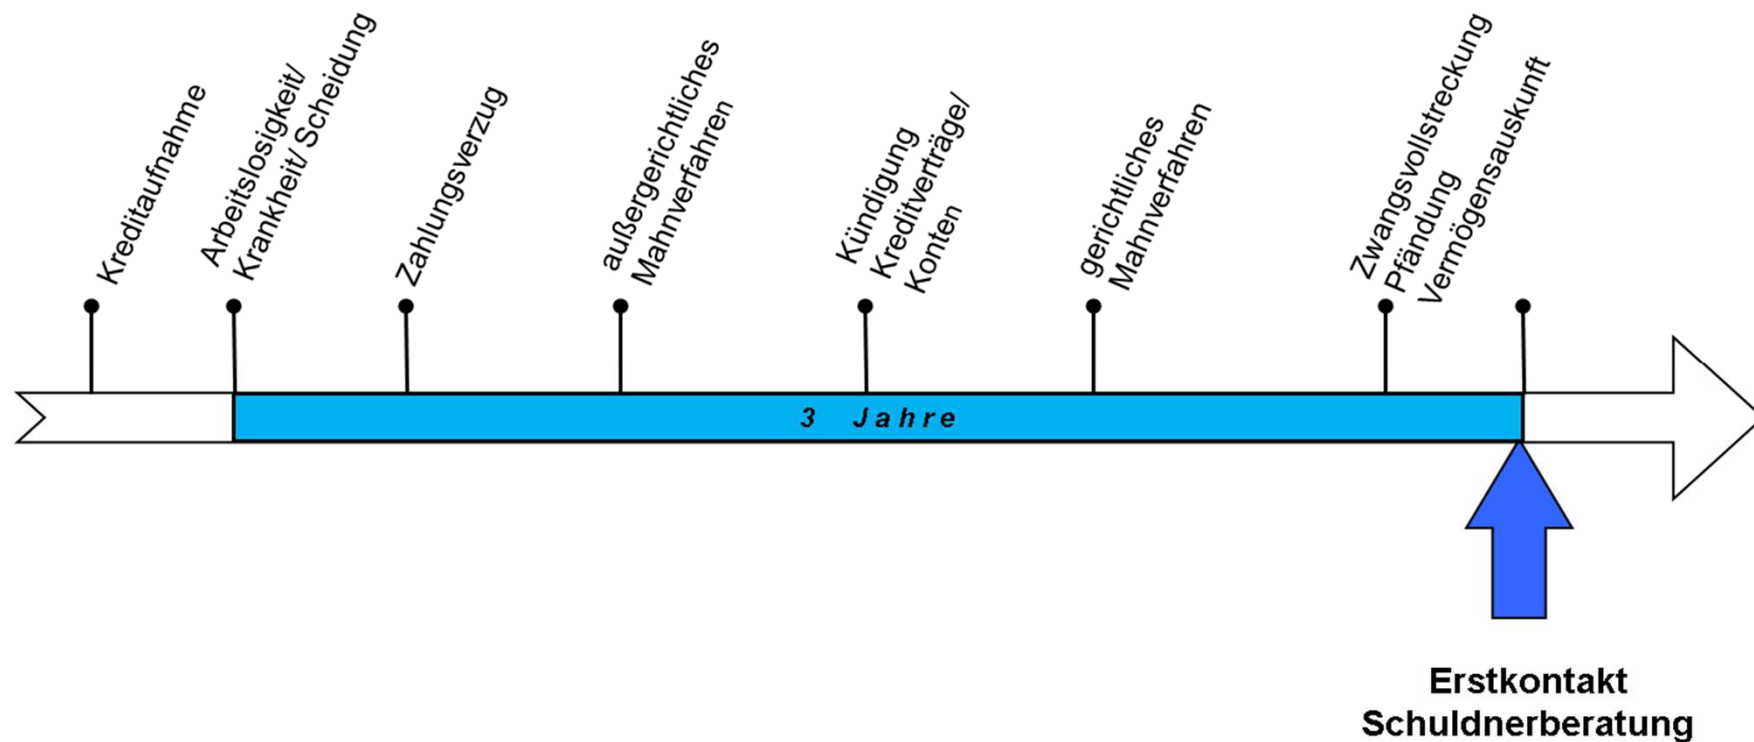 Kreditaufnahme
Arbeitslosigkeit/
Krankheit/ Scheidung
Zahlungsverzug
außergerichtliches
Mahnverfahren
Kündigung
Kreditverträge/
Konten
gerichtliches
Mahnverfahren
Zwangsvollstreckung
Pfändung
Vermögensauskunft
3 Jahre
Erstkontakt
Schuldnerberatung